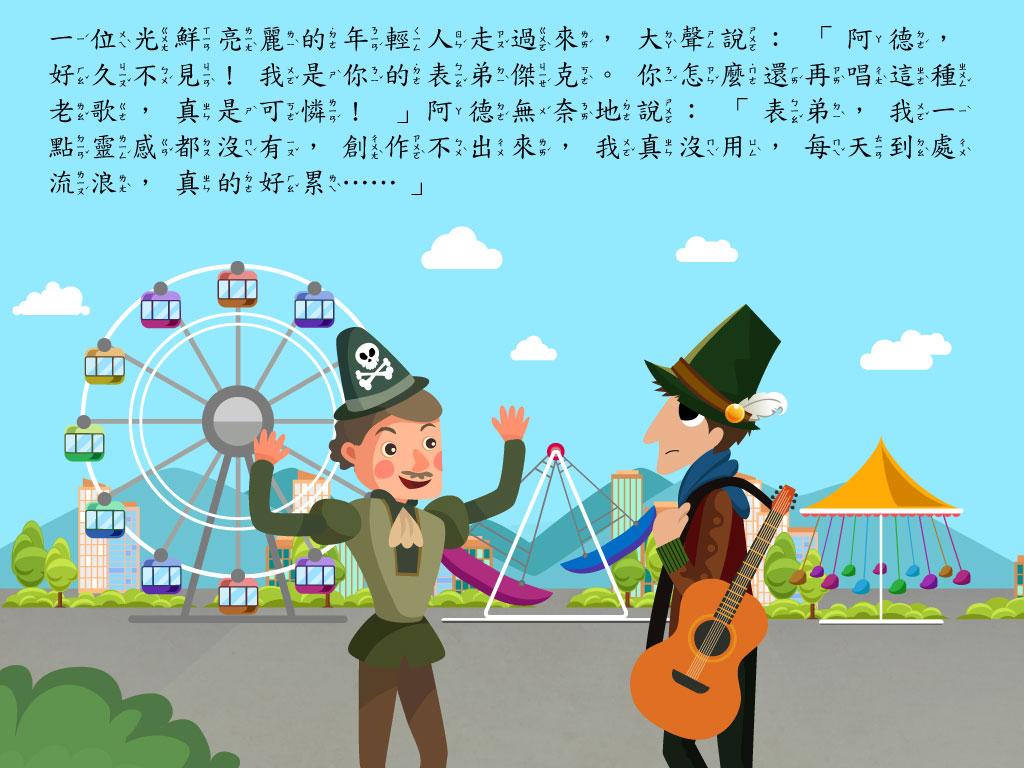 一位光鮮亮麗的年輕人走過來，大聲說：「阿德，
好久不見！我是你的表弟傑克。你怎麼還再唱這種
老歌，真是可憐！」阿德無奈地說：「表弟，我一
點靈感都沒有，創作不出來，我真沒用，每天到處
流浪，真的好累……」